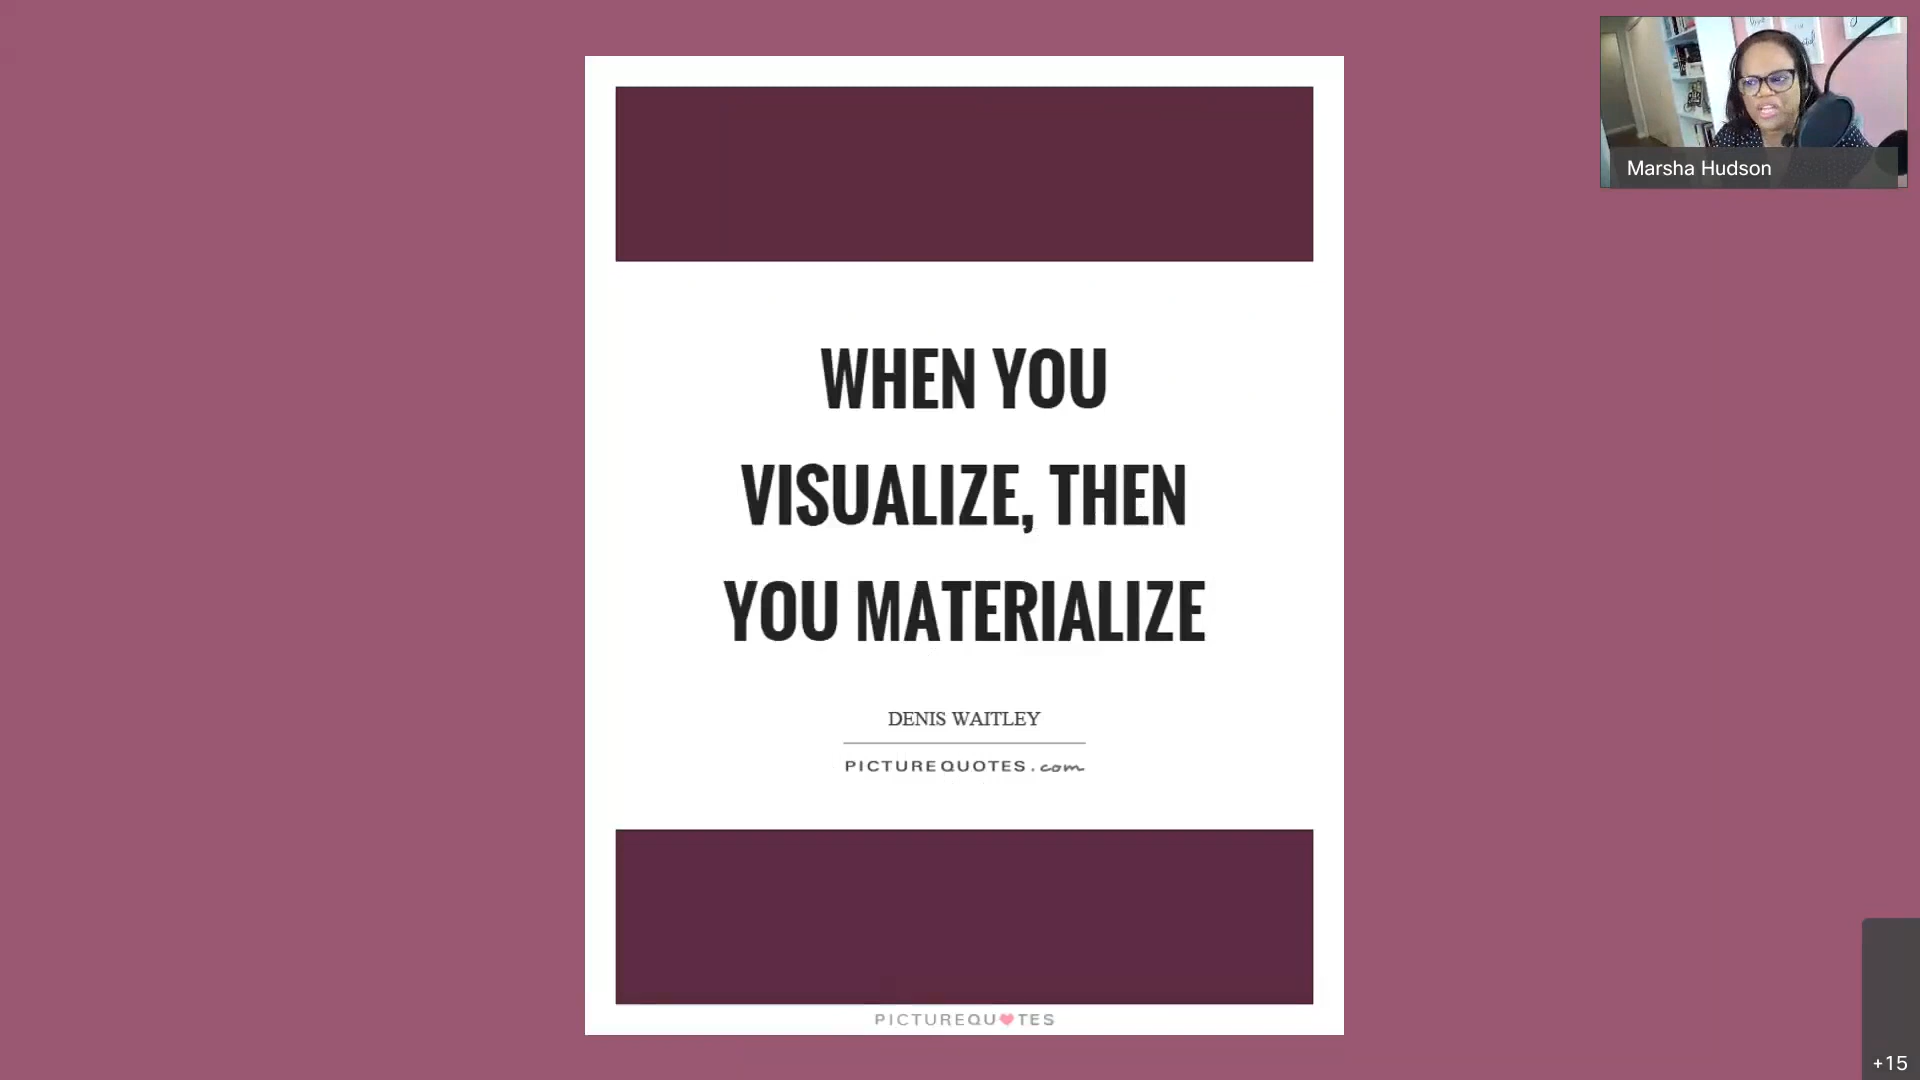 WHEN YOU
VISUALIZE, THEN
YOU MATERIALIZE
DENIS WAITLEY
PICTUREQUOTES.com
PICTUREQUOTES
Marsha Hudson
+15